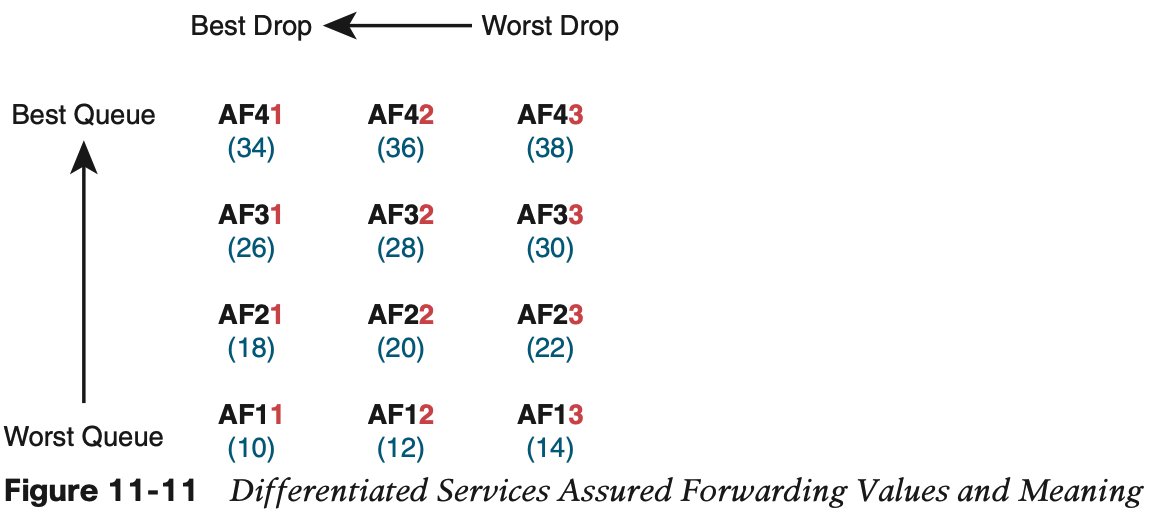 Best Drop Worst Drop
Best Queue AF41 AF42 AF43
(34) (36) (38)
AF31 AF32 AF33
(26) (28) (30)
AF21 AF22 AF23
(18) (20) (22)
AF11 AF12 AF13
Worst Queue (10) (12) (14)
Figure 11-11 Differentiated Services Assured Forwarding Values and Meaning